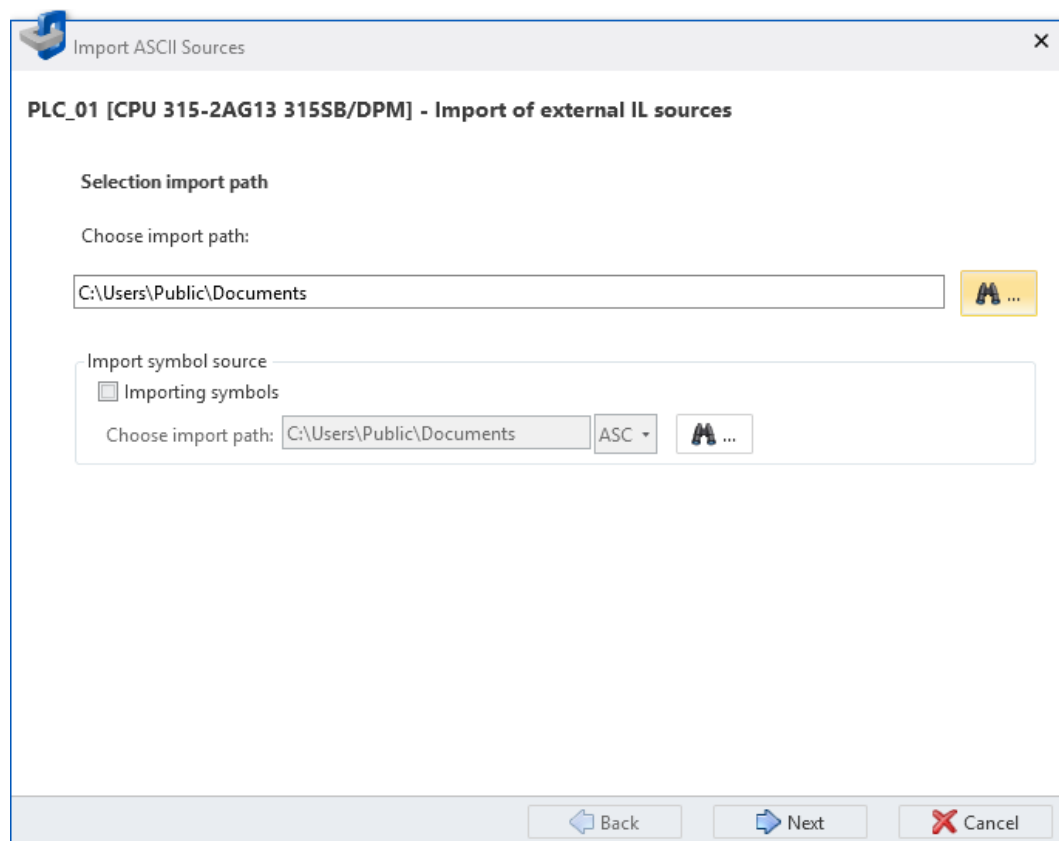 Import ASCII Sources
PLC_01 [CPU 315-2AG13 315SB/DPM] - Import of external IL sources
Selection import path
Choose import path:
C:\Users\Public\Documents
...
Import symbol source
Importing symbols
Choose import path: C:\Users\Public\Documents ASC ...
Back Next Cancel